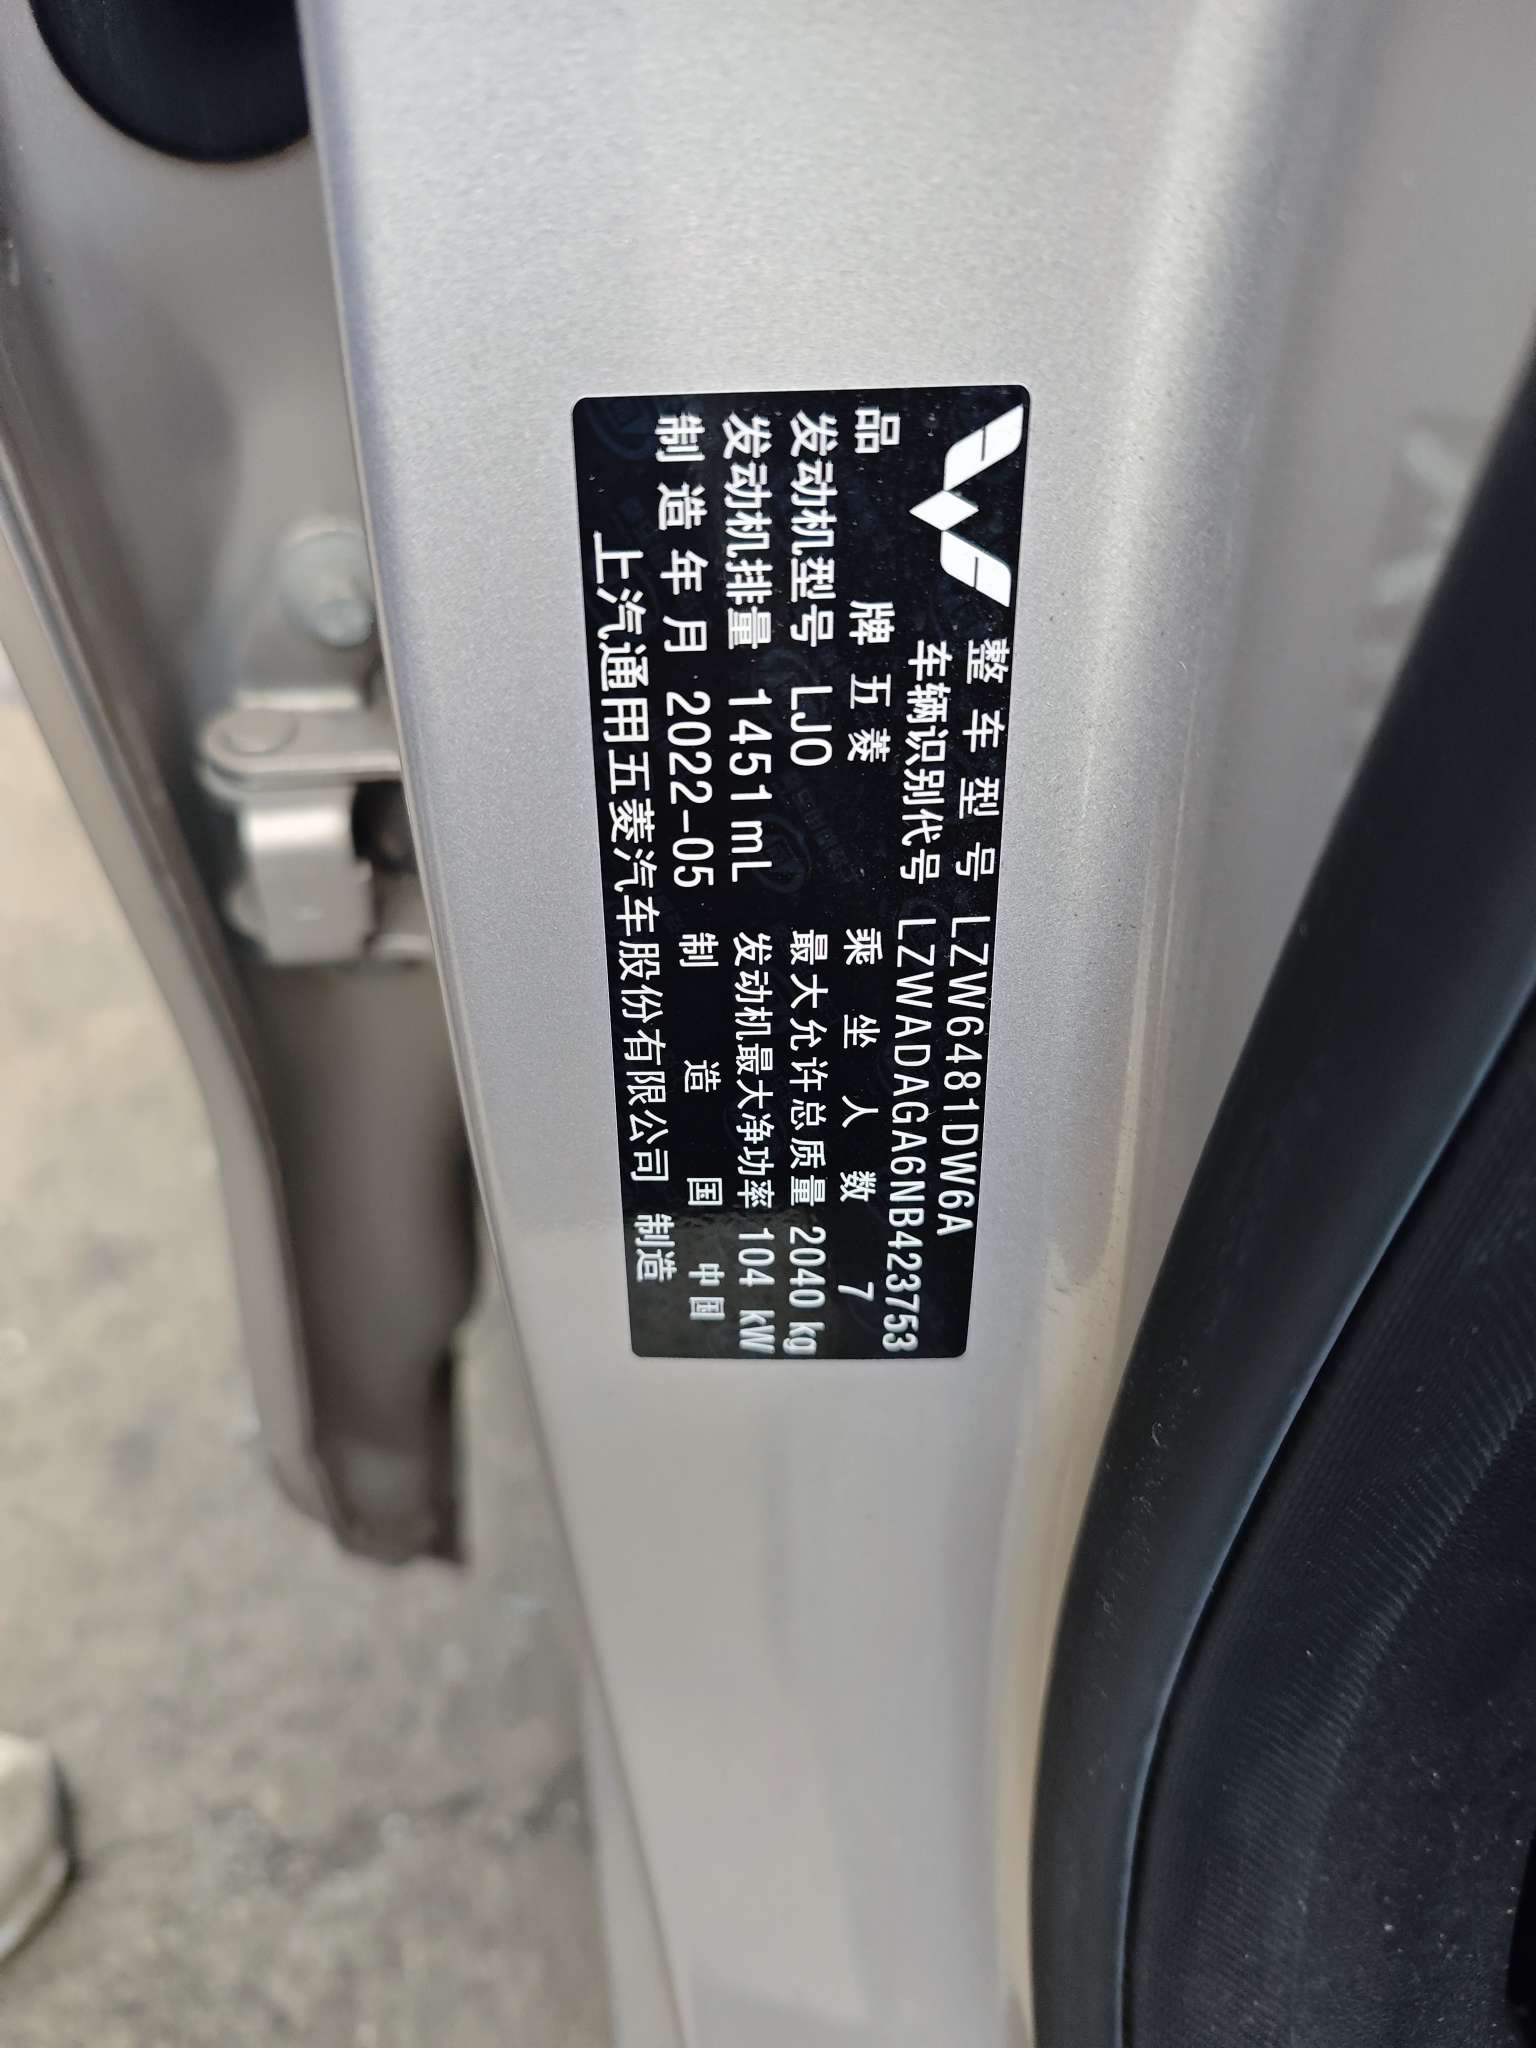 整车型号 LZW6481DW6A
车辆识别代号 LZWADAGA6NB423753
品牌 五菱 乘坐人数 7
发动机型号 LJO 最大允许总质量 2040 kg
发动机排量 1451 mL 发动机最大净功率 104 kW
制造年月 2022-05 制造国 中国
上汽通用五菱汽车股份有限公司 制造